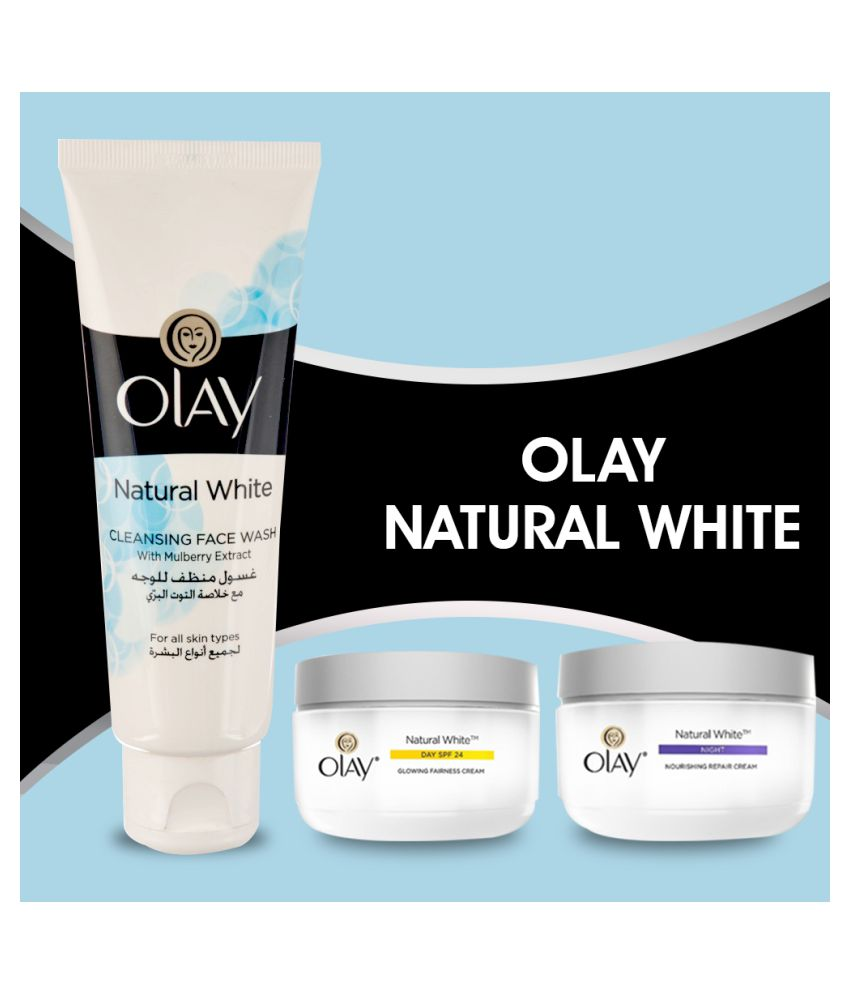 OLAY
Natural White
CLEANSING FACE WASH
With Mulberry Extract
غسول منظف للوجه
مع خلاصة التوت البرّي
For all skin types
لجميع أنواع البشرة
OLAY
NATURAL WHITE
OLAY®
Natural White™
DAY SPF 24
GLOWING FAIRNESS CREAM
OLAY®
Natural White™
NIGHT
NOURISHING REPAIR CREAM